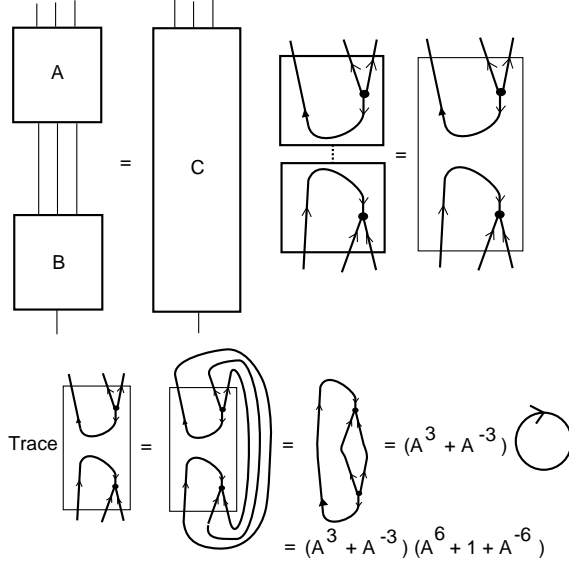 A
=
C
=
B
Trace
=
=
= (A^3 + A^-3)
= (A^3 + A^-3) (A^6 + 1 + A^-6)